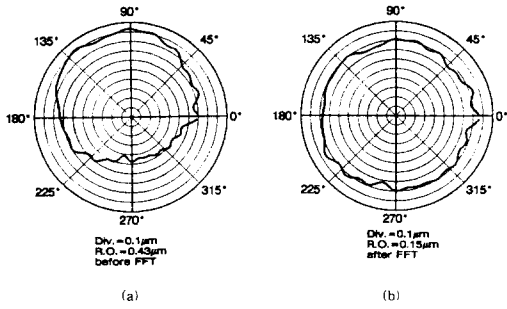 90°
135°
45°
180°
0°
225°
315°
270°
Div.=0.1μm
R.O.=0.43μm
before FFT
(a)
90°
135°
45°
180°
0°
225°
315°
270°
Div.=0.1μm
R.O.=0.15μm
after FFT
(b)